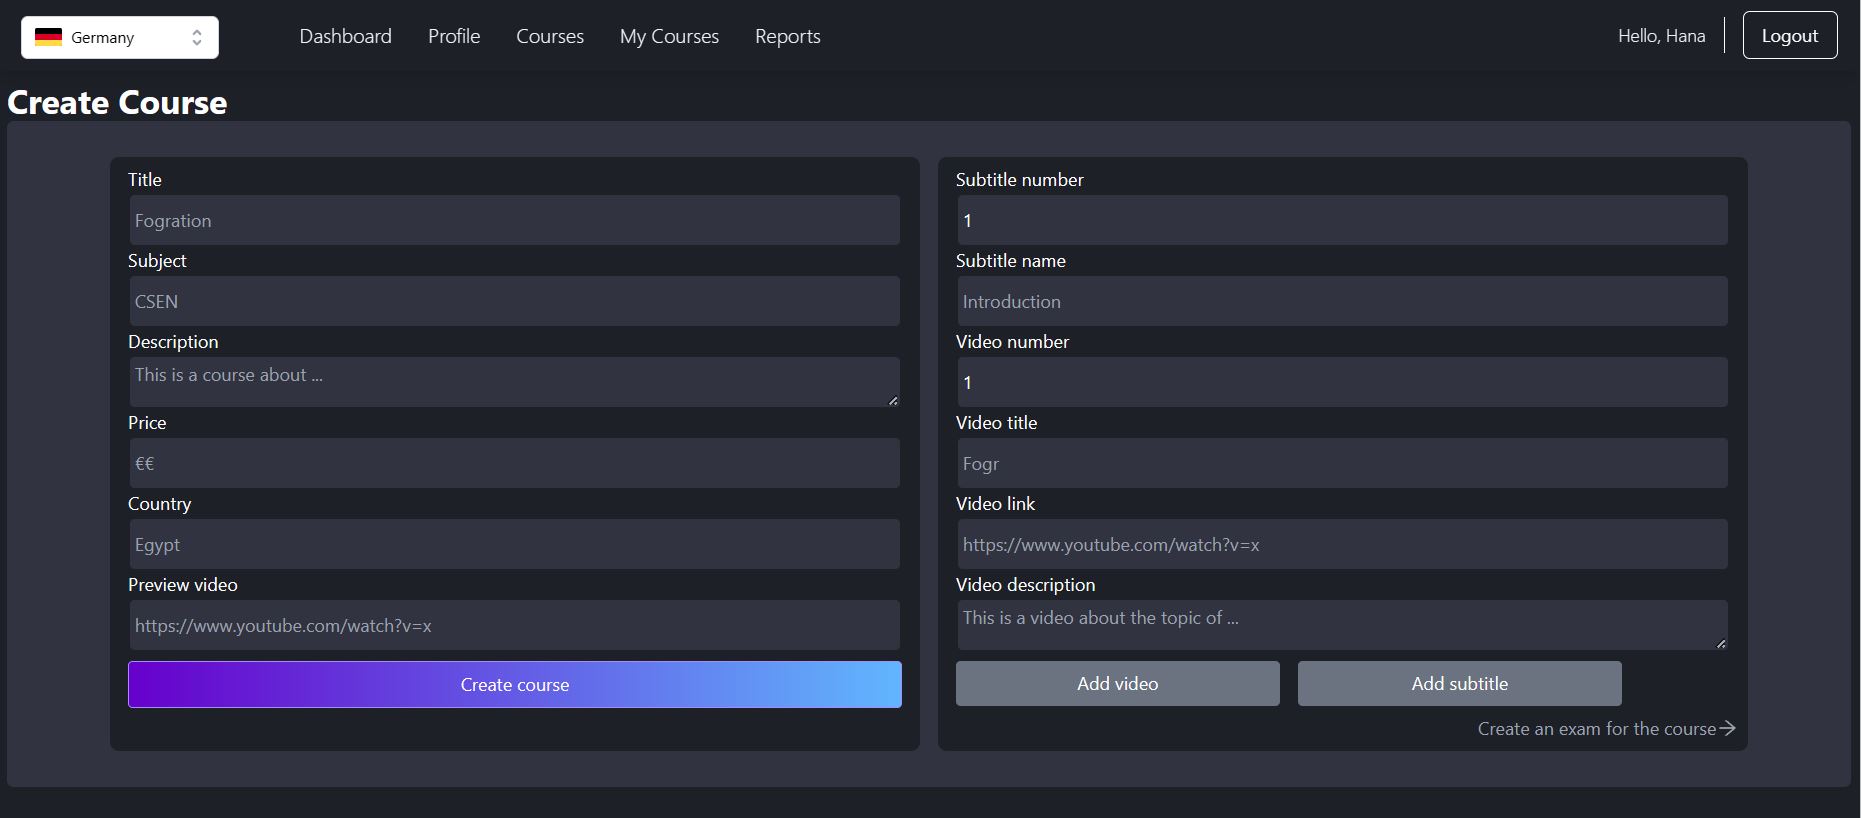 Germany
Dashboard
Profile
Courses
My Courses
Reports
Hello, Hana
Logout
Create Course
Title
Fogration
Subject
CSEN
Description
This is a course about ...
Price
€€
Country
Egypt
Preview video
https://www.youtube.com/watch?v=x
Create course
Subtitle number
1
Subtitle name
Introduction
Video number
1
Video title
Fogr
Video link
https://www.youtube.com/watch?v=x
Video description
This is a video about the topic of ...
Add video
Add subtitle
Create an exam for the course